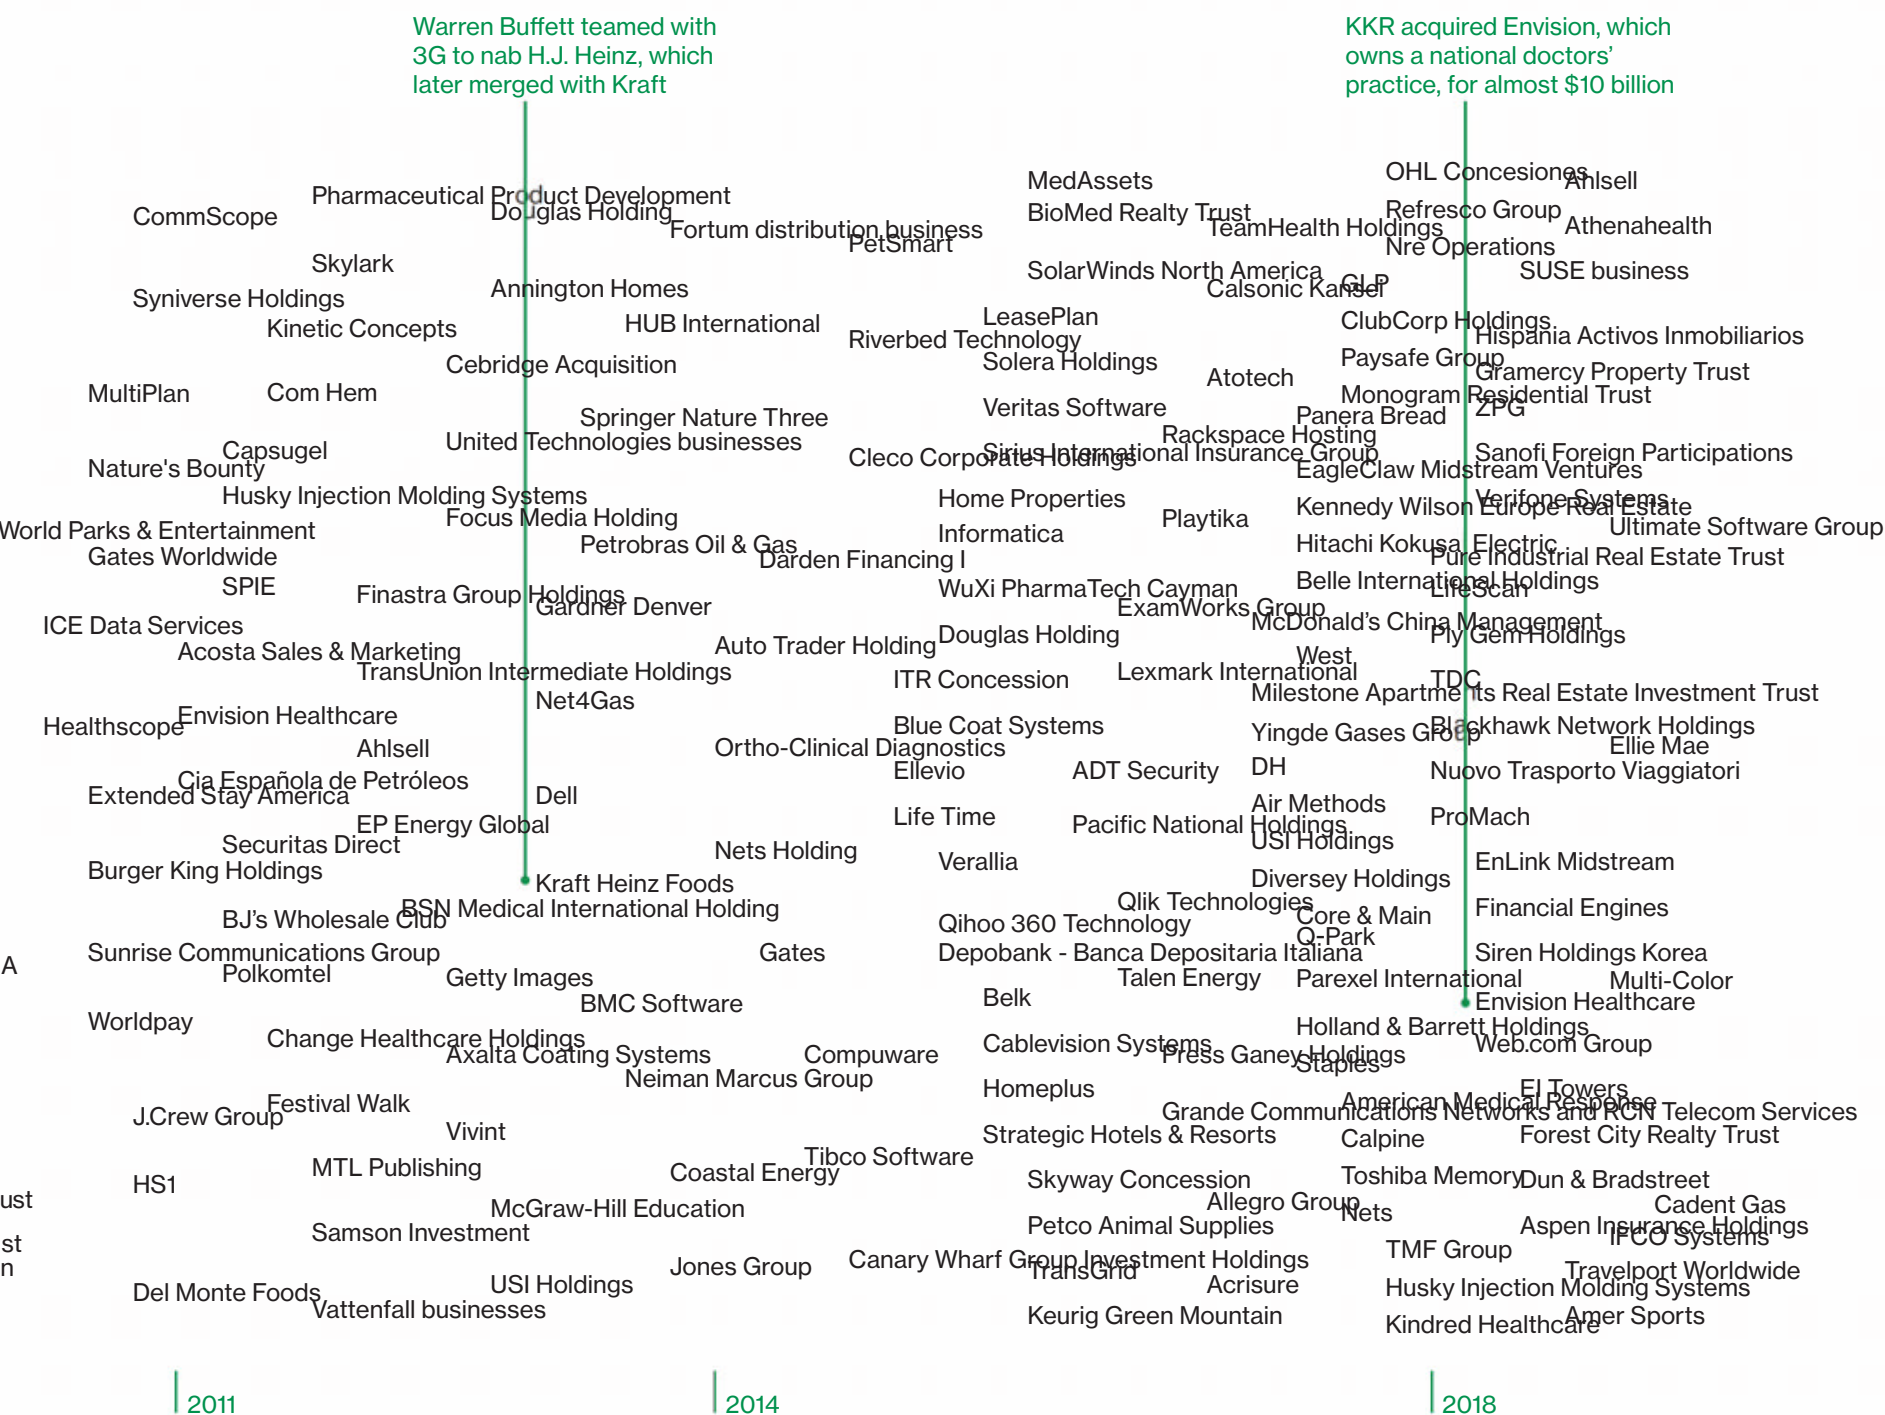 Warren Buffett teamed with
3G to nab H.J. Heinz, which
later merged with Kraft
KKR acquired Envision, which
owns a national doctors’
practice, for almost $10 billion
OHL Concesiones
MedAssets
Ahlsell
Pharmaceutical Product Development
Refresco Group
Douglas Holding
BioMed Realty Trust
CommScope
Athenahealth
TeamHealth Holdings
Fortum distribution business
PetSmart
Nre Operations
Skylark
SolarWinds North America
SUSE business
GLP
Annington Homes
Calsonic Kansei
Syniverse Holdings
LeasePlan
ClubCorp Holdings
HUB International
Kinetic Concepts
Hispania Activos Inmobiliarios
Riverbed Technology
Paysafe Group
Solera Holdings
Cebridge Acquisition
Gramercy Property Trust
Atotech
Com Hem
MultiPlan
Monogram Residential Trust
Veritas Software
ZPG
Panera Bread
Springer Nature Three
Rackspace Hosting
United Technologies businesses
Capsugel
Sirius International Insurance Group
Sanofi Foreign Participations
Cleco Corporate Holdings
Nature's Bounty
EagleClaw Midstream Ventures
Husky Injection Molding Systems
Home Properties
Verifone Systems
Kennedy Wilson Europe Real Estate
Focus Media Holding
Playtika
Ultimate Software Group
World Parks & Entertainment
Informatica
Hitachi Kokusai Electric
Petrobras Oil & Gas
Gates Worldwide
Pure Industrial Real Estate Trust
Darden Financing I
Belle International Holdings
SPIE
WuXi PharmaTech Cayman
LifeScan
Finastra Group Holdings
Gardner Denver
ExamWorks Group
McDonald’s China Management
ICE Data Services
Douglas Holding
Ply Gem Holdings
Auto Trader Holding
Acosta Sales & Marketing
West
TransUnion Intermediate Holdings
Lexmark International
ITR Concession
TDC
Milestone Apartments Real Estate Investment Trust
Net4Gas
Envision Healthcare
Healthscope
Blue Coat Systems
Blackhawk Network Holdings
Yingde Gases Group
Ellie Mae
Ahlsell
Ortho-Clinical Diagnostics
DH
Ellevio
ADT Security
Nuovo Trasporto Viaggiatori
Cia Española de Petróleos
Extended Stay America
Dell
Air Methods
Life Time
ProMach
EP Energy Global
Pacific National Holdings
USI Holdings
Securitas Direct
Nets Holding
Verallia
EnLink Midstream
Burger King Holdings
Diversey Holdings
Kraft Heinz Foods
Qlik Technologies
BSN Medical International Holding
Financial Engines
Core & Main
BJ’s Wholesale Club
Qihoo 360 Technology
Q-Park
Sunrise Communications Group
Gates
Depobank - Banca Depositaria Italiana
Siren Holdings Korea
A
Polkomtel
Getty Images
Talen Energy
Parexel International
Multi-Color
Belk
Envision Healthcare
BMC Software
Worldpay
Holland & Barrett Holdings
Change Healthcare Holdings
Cablevision Systems
Web.com Group
Axalta Coating Systems
Compuware
Press Ganey Holdings
Staples
Neiman Marcus Group
Homeplus
EI Towers
Festival Walk
American Medical Response
Grande Communications Networks and RCN Telecom Services
J.Crew Group
Vivint
Strategic Hotels & Resorts
Forest City Realty Trust
Calpine
Tibco Software
MTL Publishing
Coastal Energy
Toshiba Memory
Skyway Concession
Dun & Bradstreet
HS1
ust
Allegro Group
Cadent Gas
McGraw-Hill Education
Nets
Petco Animal Supplies
Aspen Insurance Holdings
Samson Investment
IFCO Systems
st
TMF Group
Canary Wharf Group Investment Holdings
n
Jones Group
TransGrid
Travelport Worldwide
USI Holdings
Acrisure
Husky Injection Molding Systems
Del Monte Foods
Vattenfall businesses
Keurig Green Mountain
Amer Sports
Kindred Healthcare
2011
2014
2018